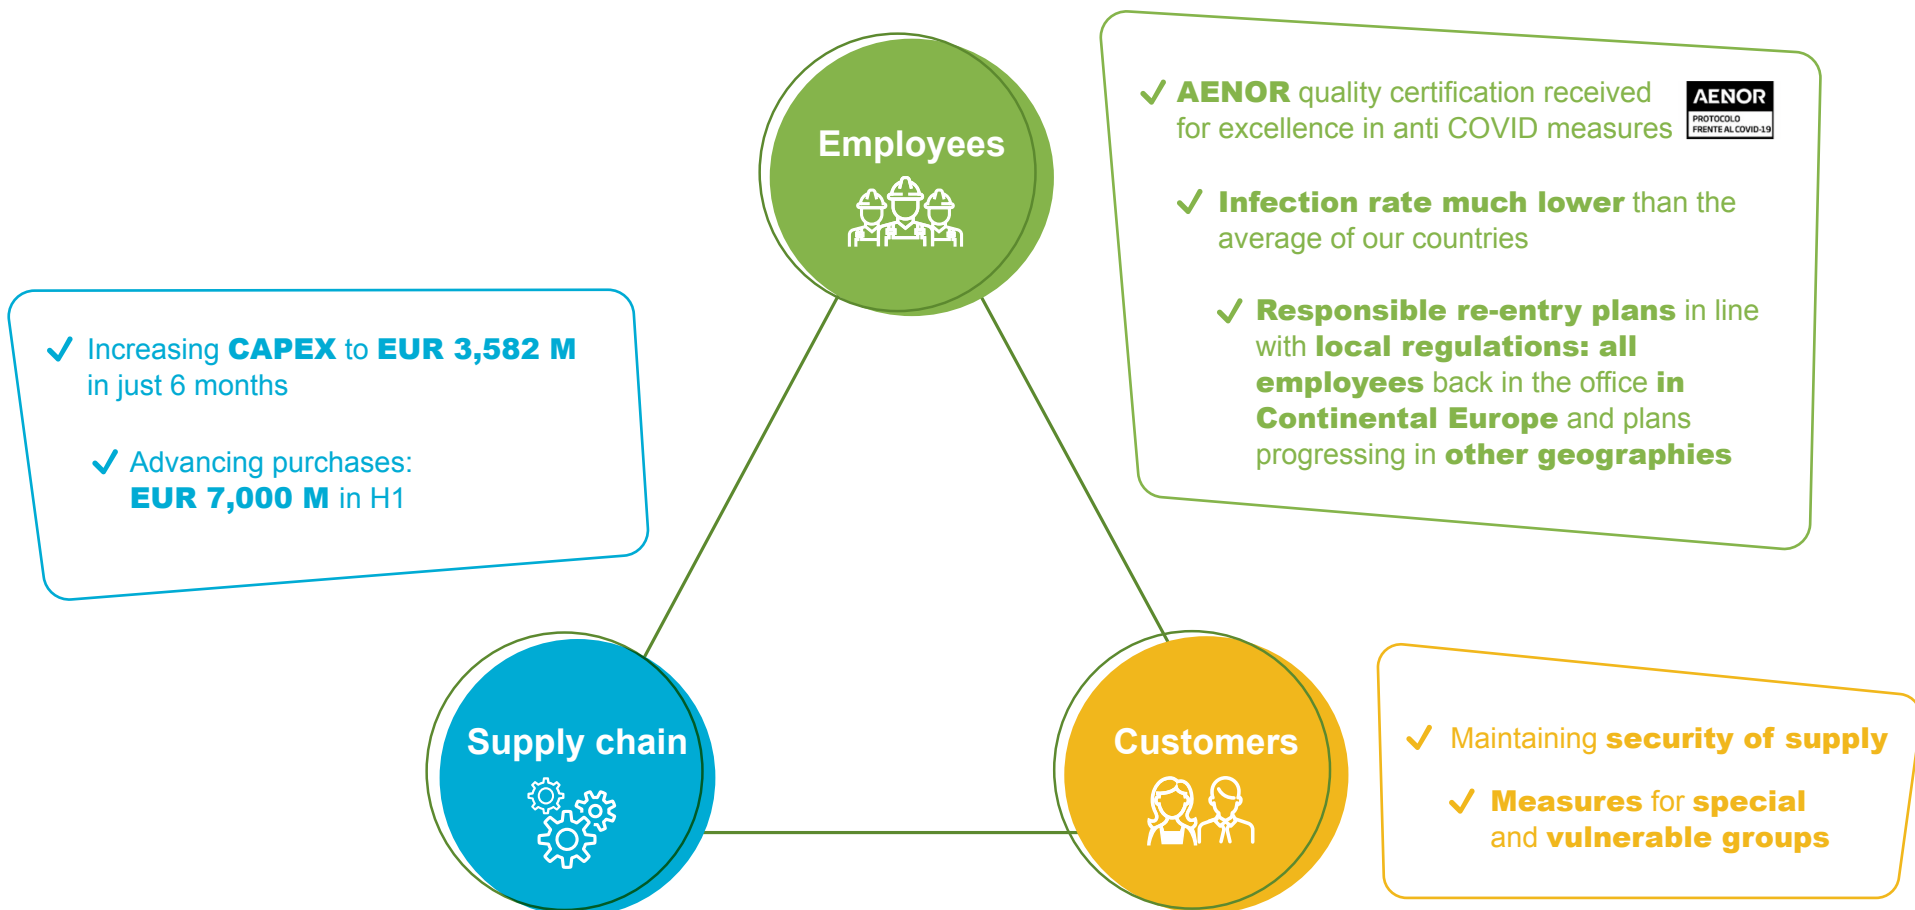 Employees
AENOR quality certification received
for excellence in anti COVID measures
AENOR
PROTOCOLO
FRENTE AL COVID-19
Infection rate much lower than the
average of our countries
Responsible re-entry plans in line
with local regulations: all
employees back in the office in
Continental Europe and plans
progressing in other geographies
Increasing CAPEX to EUR 3,582 M
in just 6 months
Advancing purchases:
EUR 7,000 M in H1
Supply chain
Customers
Maintaining security of supply
Measures for special
and vulnerable groups